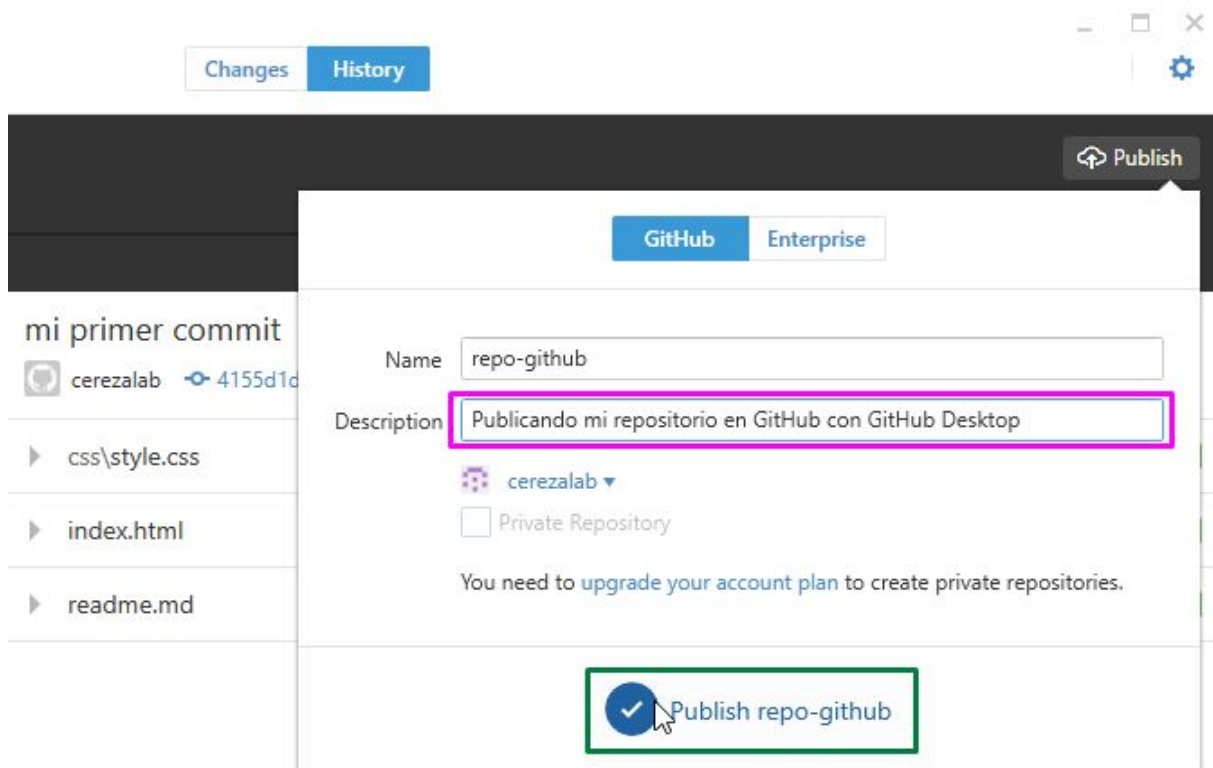 Changes History
Publish
GitHub Enterprise
mi primer commit
cerezalab 4155d1d
css\style.css
index.html
readme.md
Name repo-github
Description Publicando mi repositorio en GitHub con GitHub Desktop
cerezalab
Private Repository
You need to upgrade your account plan to create private repositories.
Publish repo-github